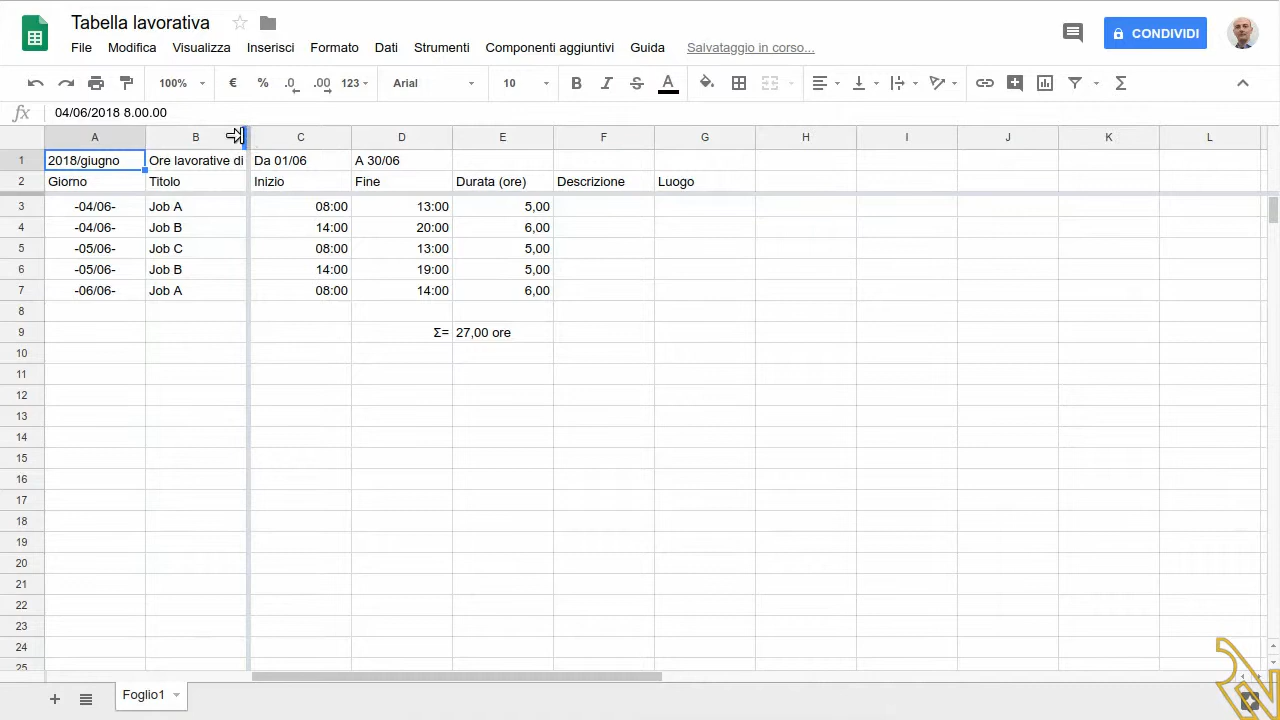 Tabella lavorativa
File Modifica Visualizza Inserisci Formato Dati Strumenti Componenti aggiuntivi Guida Salvataggio in corso...
CONDIVIDI
100% € % .0 .00 123 Arial 10 B I S A Σ
fx 04/06/2018 8.00.00
A B C D E F G H I J K L
1 2018/giugno Ore lavorative di Da 01/06 A 30/06
2 Giorno Titolo Inizio Fine Durata (ore) Descrizione Luogo
3 -04/06- Job A 08:00 13:00 5,00
4 -04/06- Job B 14:00 20:00 6,00
5 -05/06- Job C 08:00 13:00 5,00
6 -05/06- Job B 14:00 19:00 5,00
7 -06/06- Job A 08:00 14:00 6,00
8
9 Σ= 27,00 ore
10
11
12
13
14
15
16
17
18
19
20
21
22
23
24
25
Foglio1